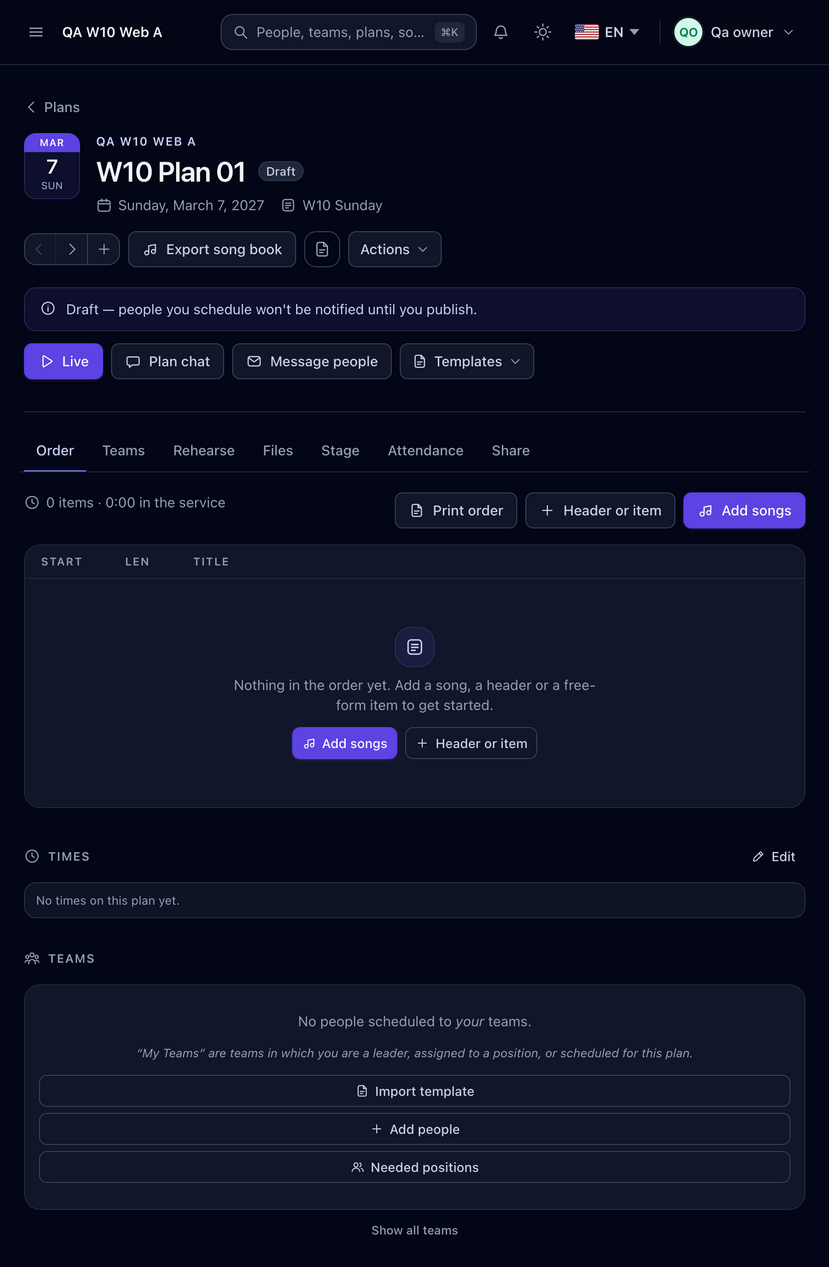 QA W10 Web A
People, teams, plans, so... ⌘K
EN
QO Qa owner
Plans
MAR
7
SUN
QA W10 WEB A
W10 Plan 01 Draft
Sunday, March 7, 2027 W10 Sunday
Export song book
Actions
Draft — people you schedule won't be notified until you publish.
Live
Plan chat
Message people
Templates
Order Teams Rehearse Files Stage Attendance Share
0 items · 0:00 in the service
Print order
Header or item
Add songs
START LEN TITLE
Nothing in the order yet. Add a song, a header or a free-
form item to get started.
Add songs
Header or item
TIMES
Edit
No times on this plan yet.
TEAMS
No people scheduled to your teams.
“My Teams” are teams in which you are a leader, assigned to a position, or scheduled for this plan.
Import template
Add people
Needed positions
Show all teams